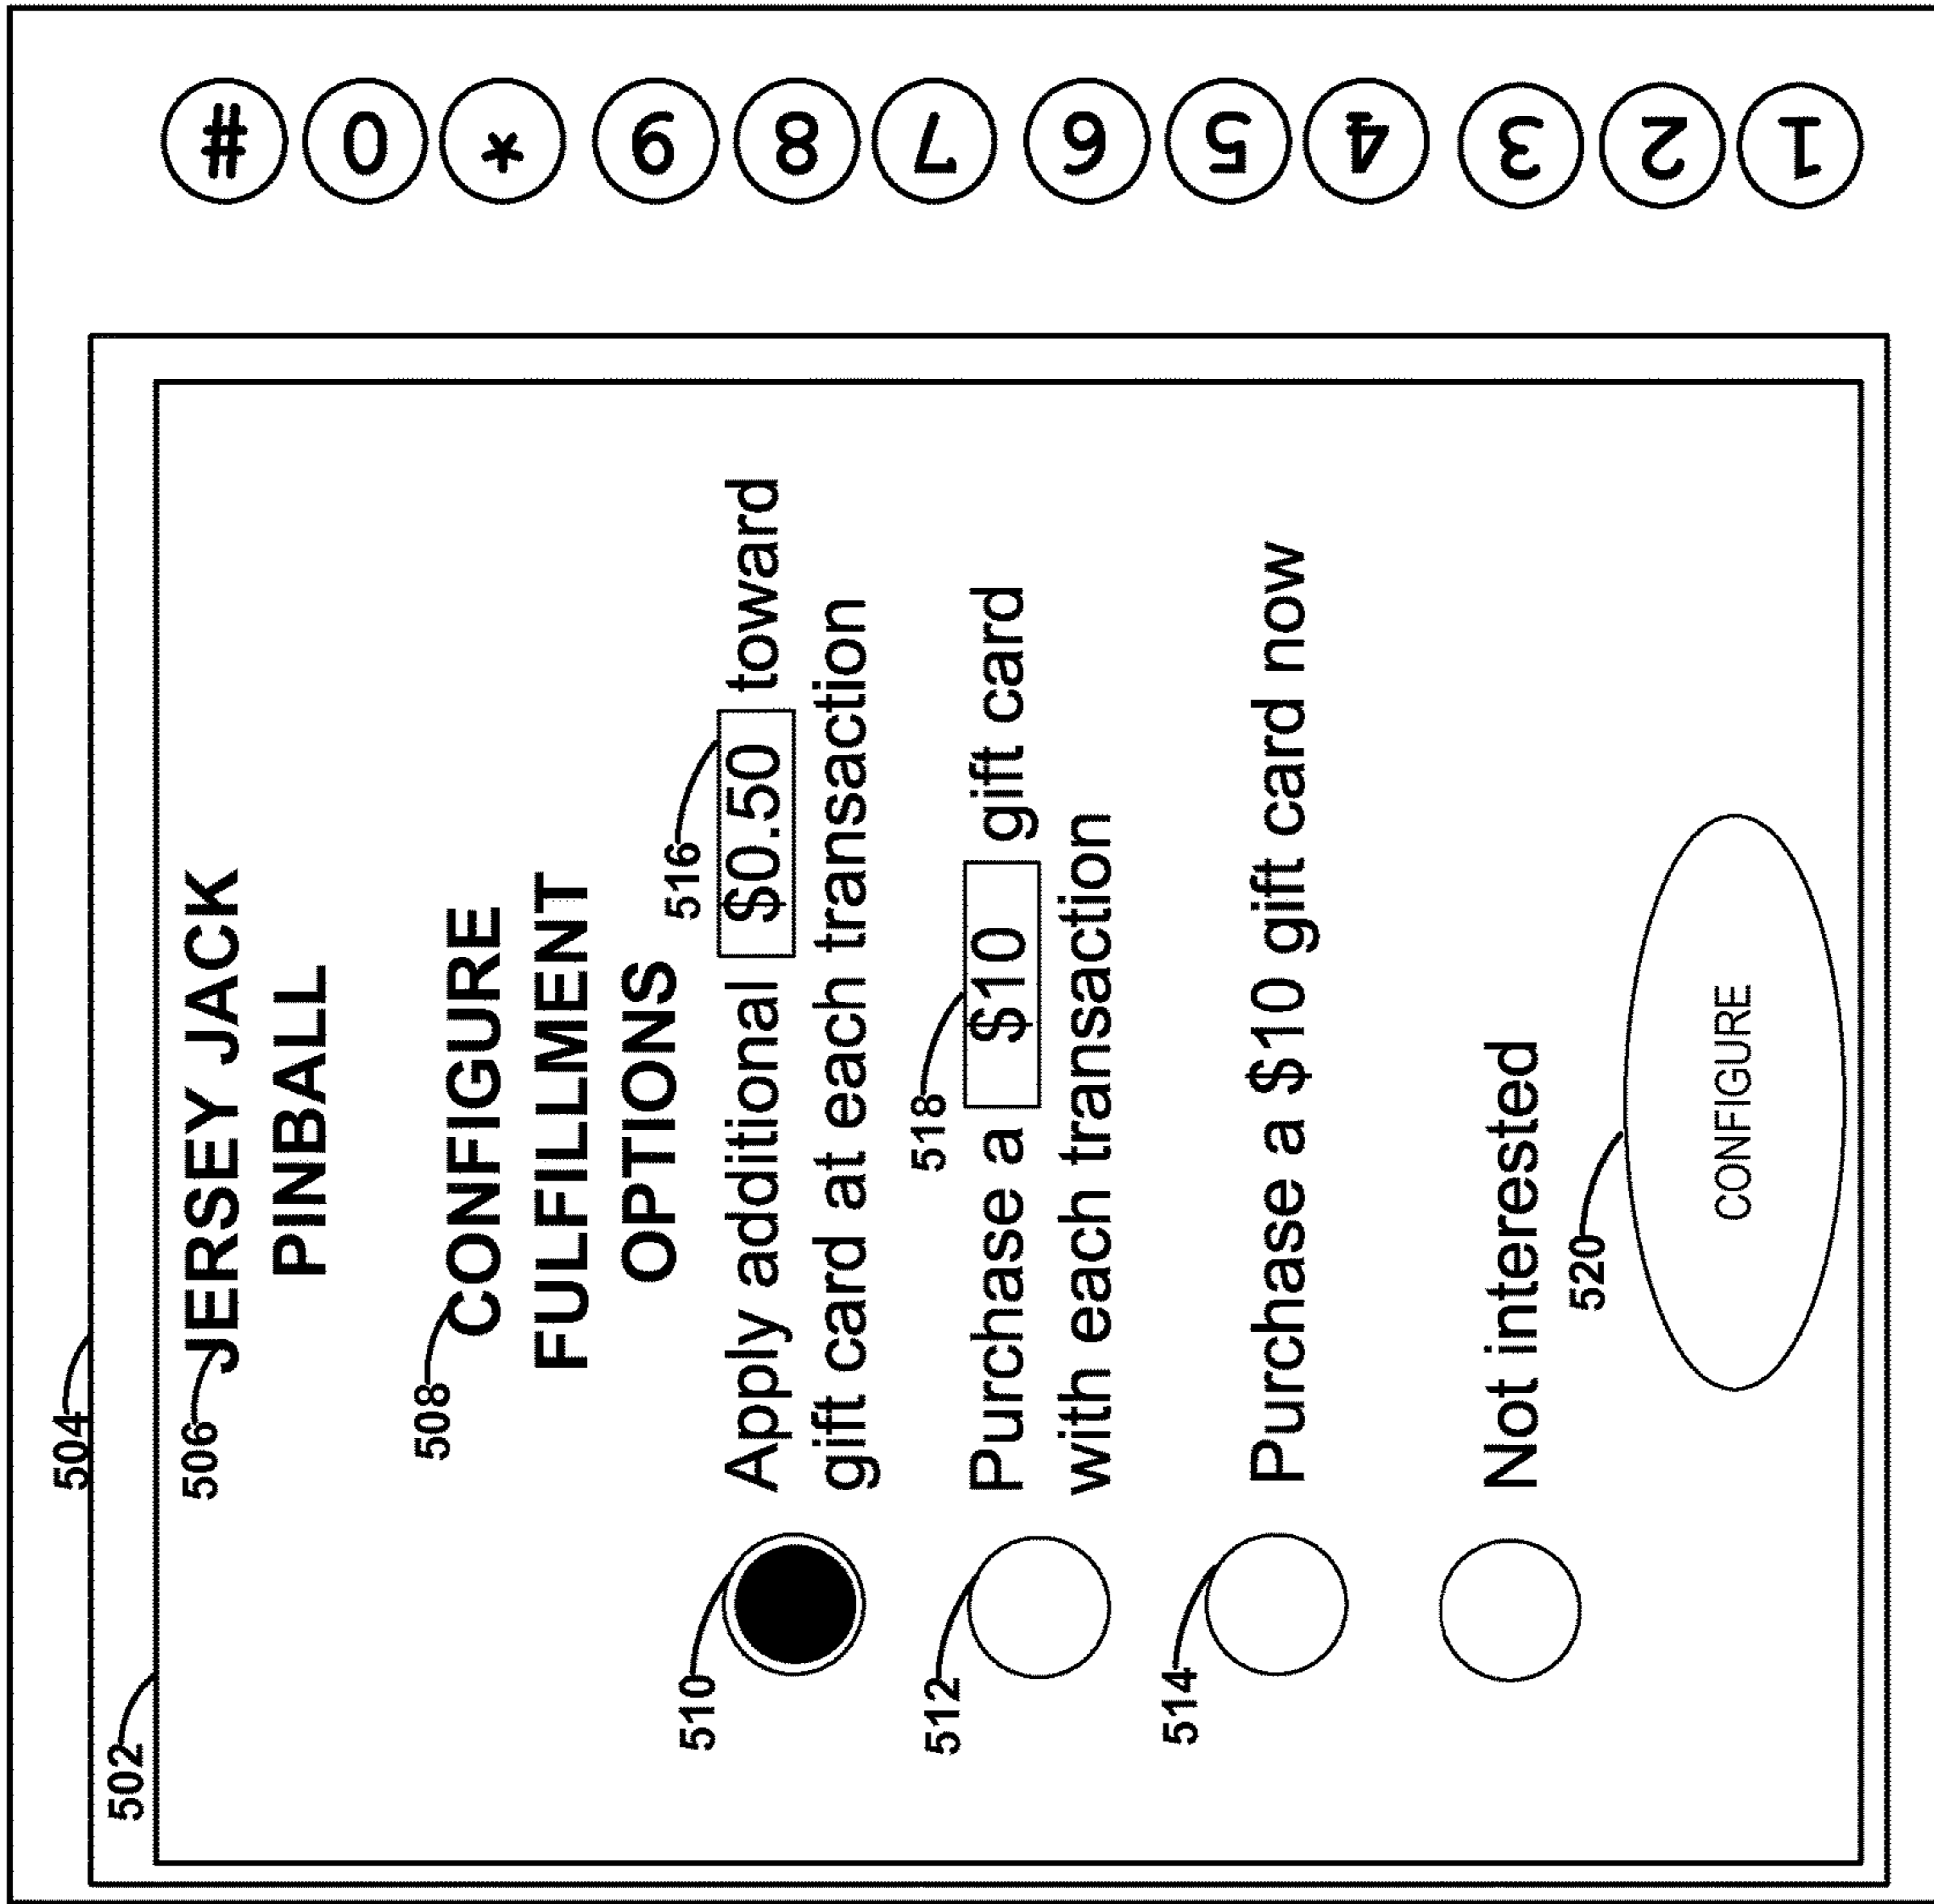 504
502
506
JERSEY JACK
PINBALL
508
CONFIGURE
FULFILLMENT
OPTIONS
516
510
Apply additional $0.50 toward
gift card at each transaction
518
512
Purchase a $10 gift card
with each transaction
514
Purchase a $10 gift card now
Not interested
520
CONFIGURE
# 0 * 9 8 7 6 5 4 3 2 1